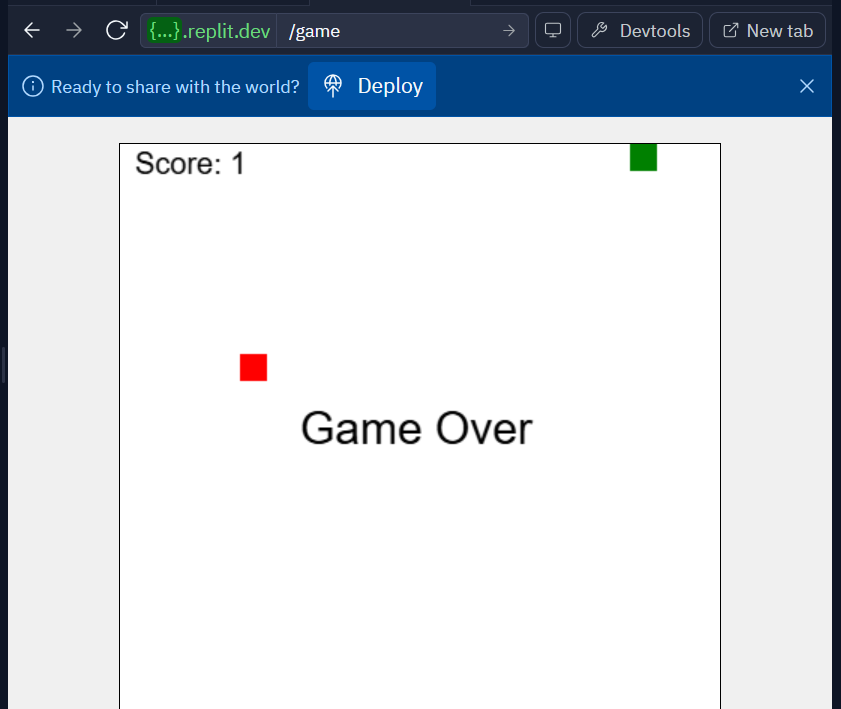 {...}.replit.dev /game Devtools New tab
Ready to share with the world? Deploy
Score: 1
Game Over